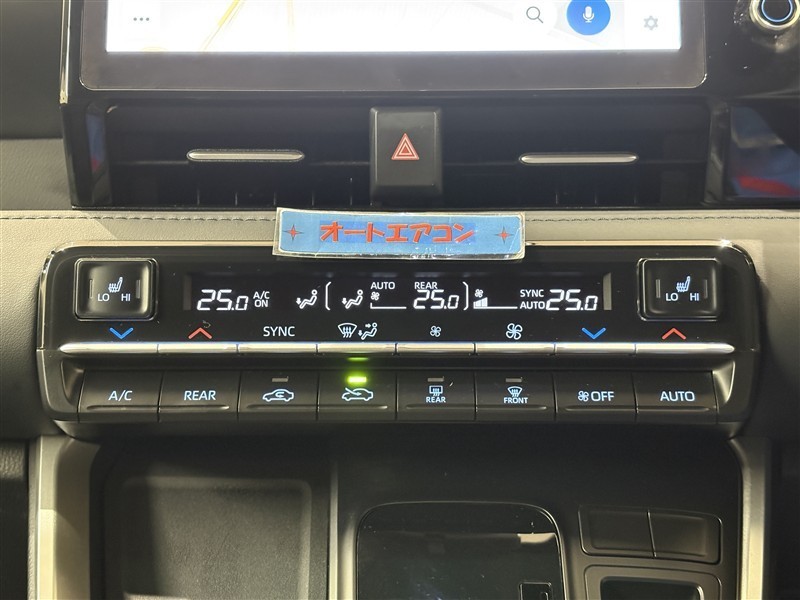 オートエアコン
LO HI
25.0 A/C ON
AUTO
REAR
25.0
SYNC
AUTO 25.0
LO HI
SYNC
A/C
REAR
REAR
FRONT
OFF
AUTO